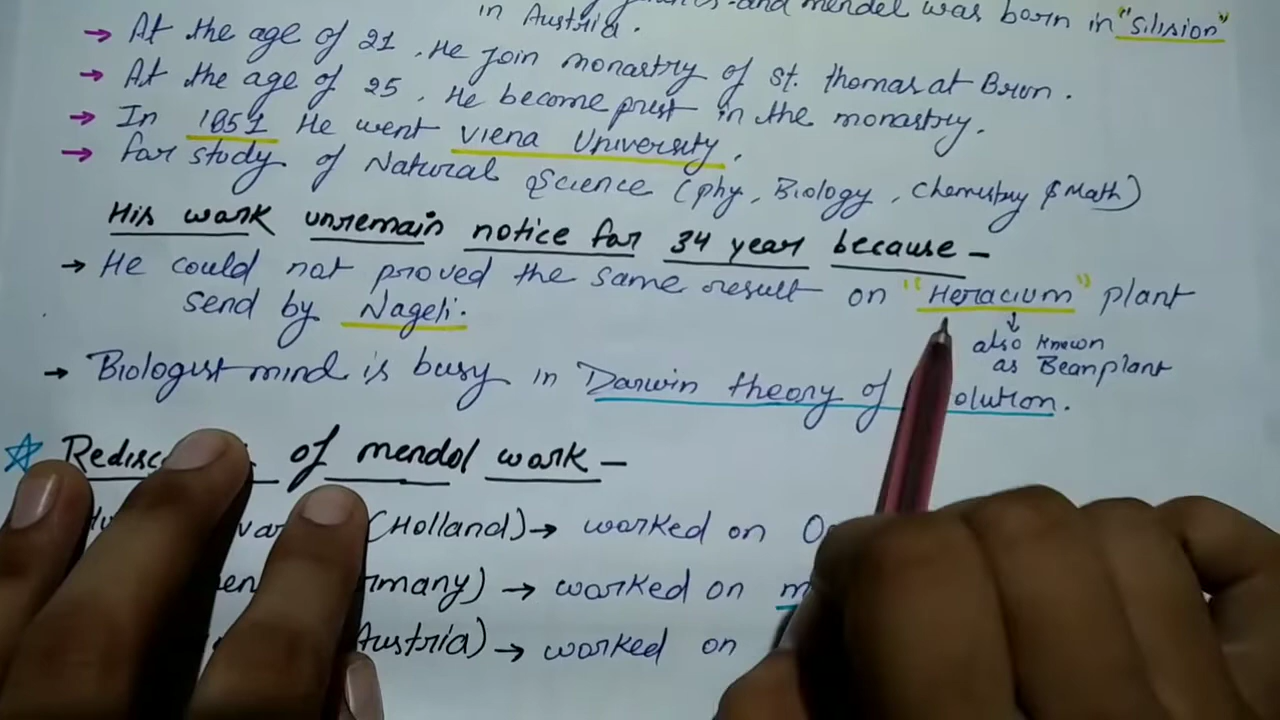 and mendel was born in "Silision"
in Austria.
→ At the age of 21, He join monastry of st. thomas at Brun.
→ At the age of 25, He become prest in the monastry.
→ In 1851 He went Viena University,
→ for study of Natural Science (phy, Biology, Chemistry & Math)
His work unremain notice for 34 year because -
→ He could not proved the same result on "Heracium" plant
send by Nageli.
also known
as Beanplant
→ Biologist mind is busy in Darwin theory of olution.
of mendel work -
(Holland) → worked on
many) → worked on
Austria) → worked on